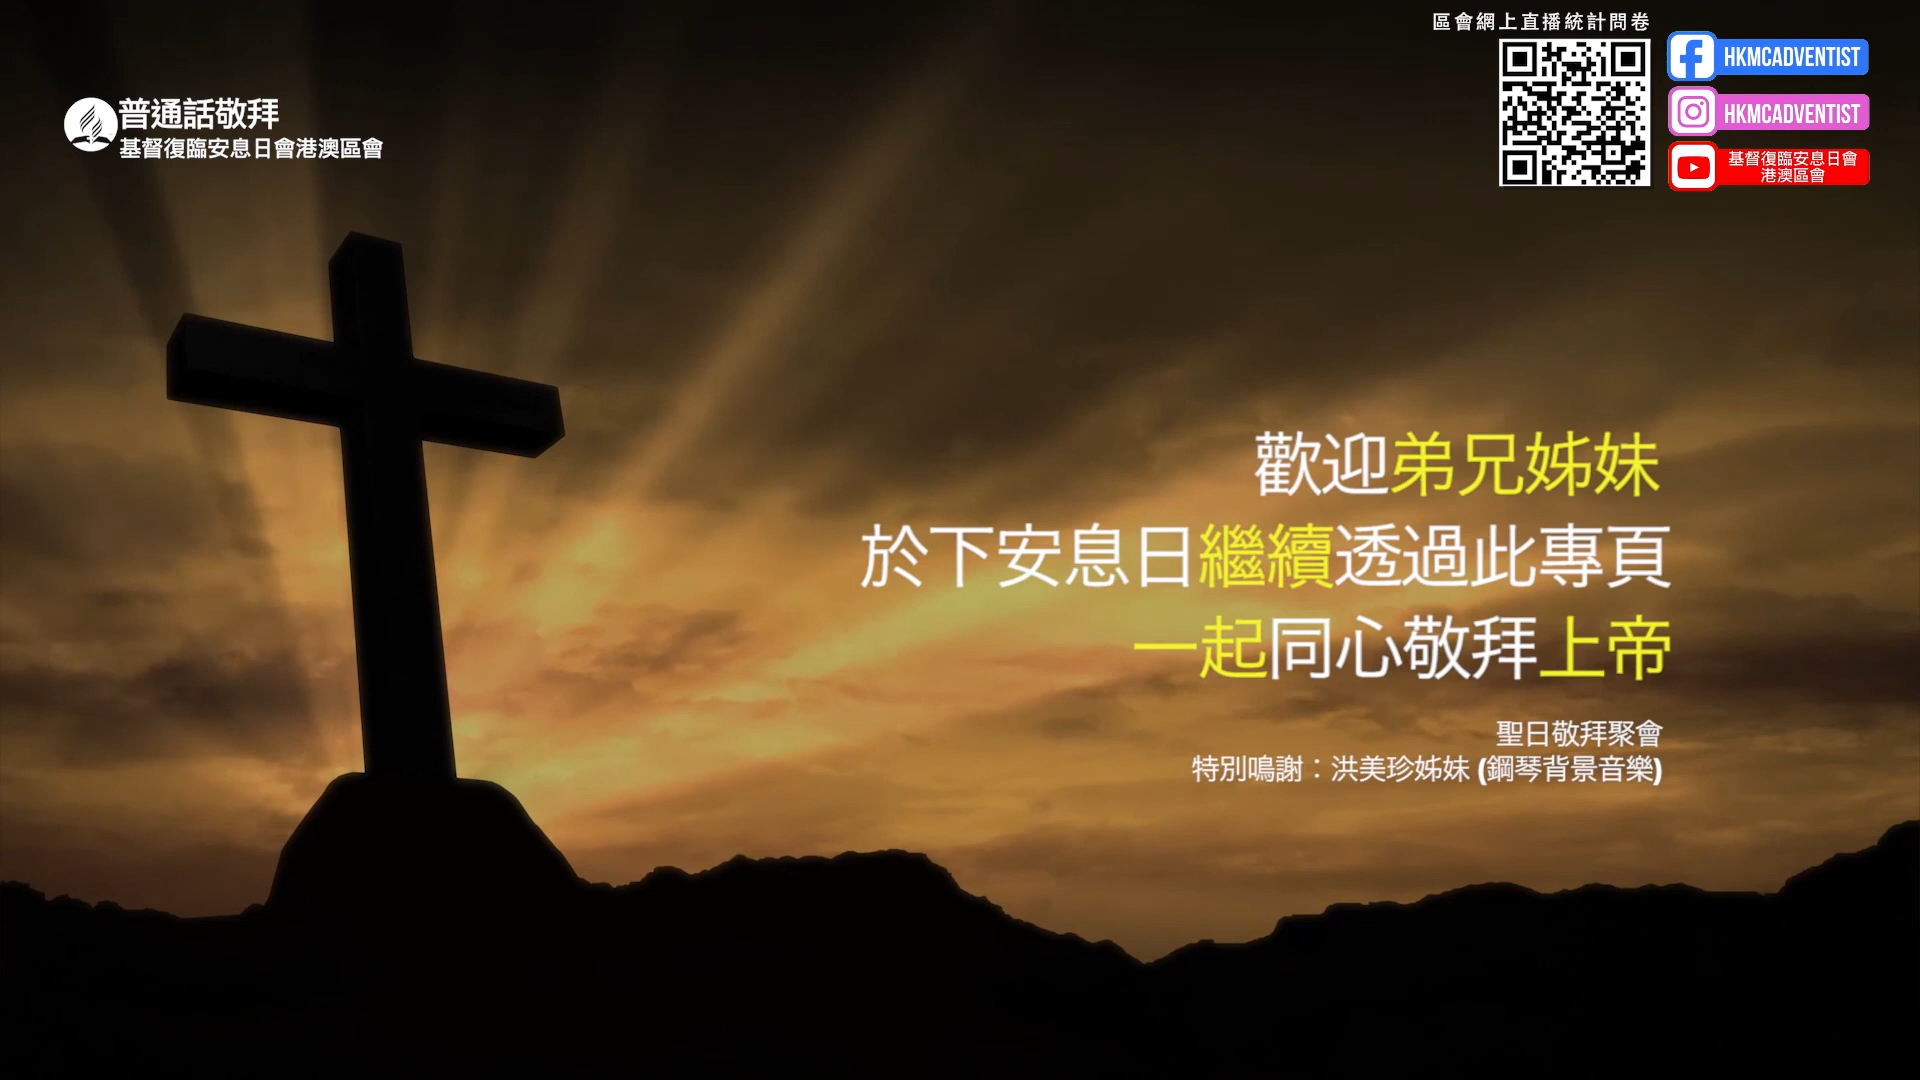 區會網上直播統計問卷
HKMCADVENTIST
HKMCADVENTIST
基督復臨安息日會
港澳區會
普通話敬拜
基督復臨安息日會港澳區會
歡迎弟兄姊妹
於下安息日繼續透過此專頁
一起同心敬拜上帝
聖日敬拜聚會
特別鳴謝：洪美珍姊妹 (鋼琴背景音樂)